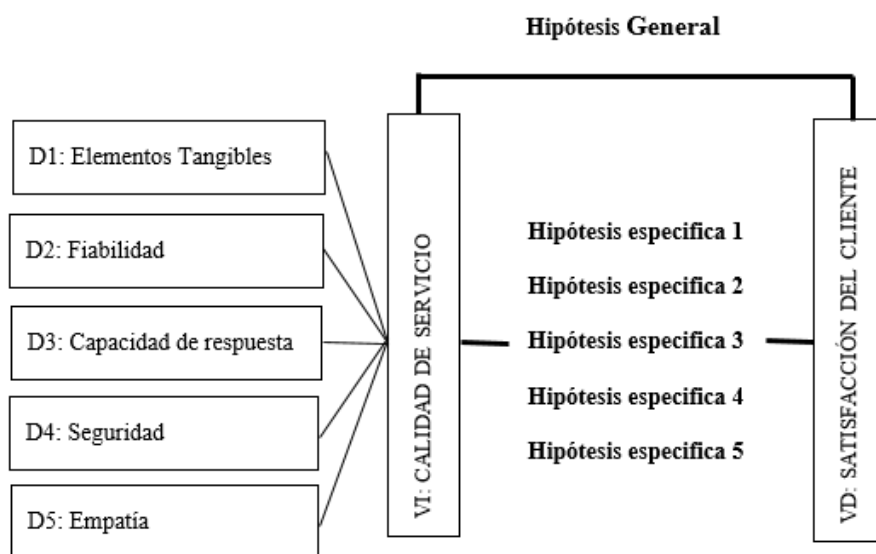 Hipótesis General
D1: Elementos Tangibles
D2: Fiabilidad
D3: Capacidad de respuesta
D4: Seguridad
D5: Empatía
VI: CALIDAD DE SERVICIO
Hipótesis especifica 1
Hipótesis especifica 2
Hipótesis especifica 3
Hipótesis especifica 4
Hipótesis especifica 5
VD: SATISFACCIÓN DEL CLIENTE